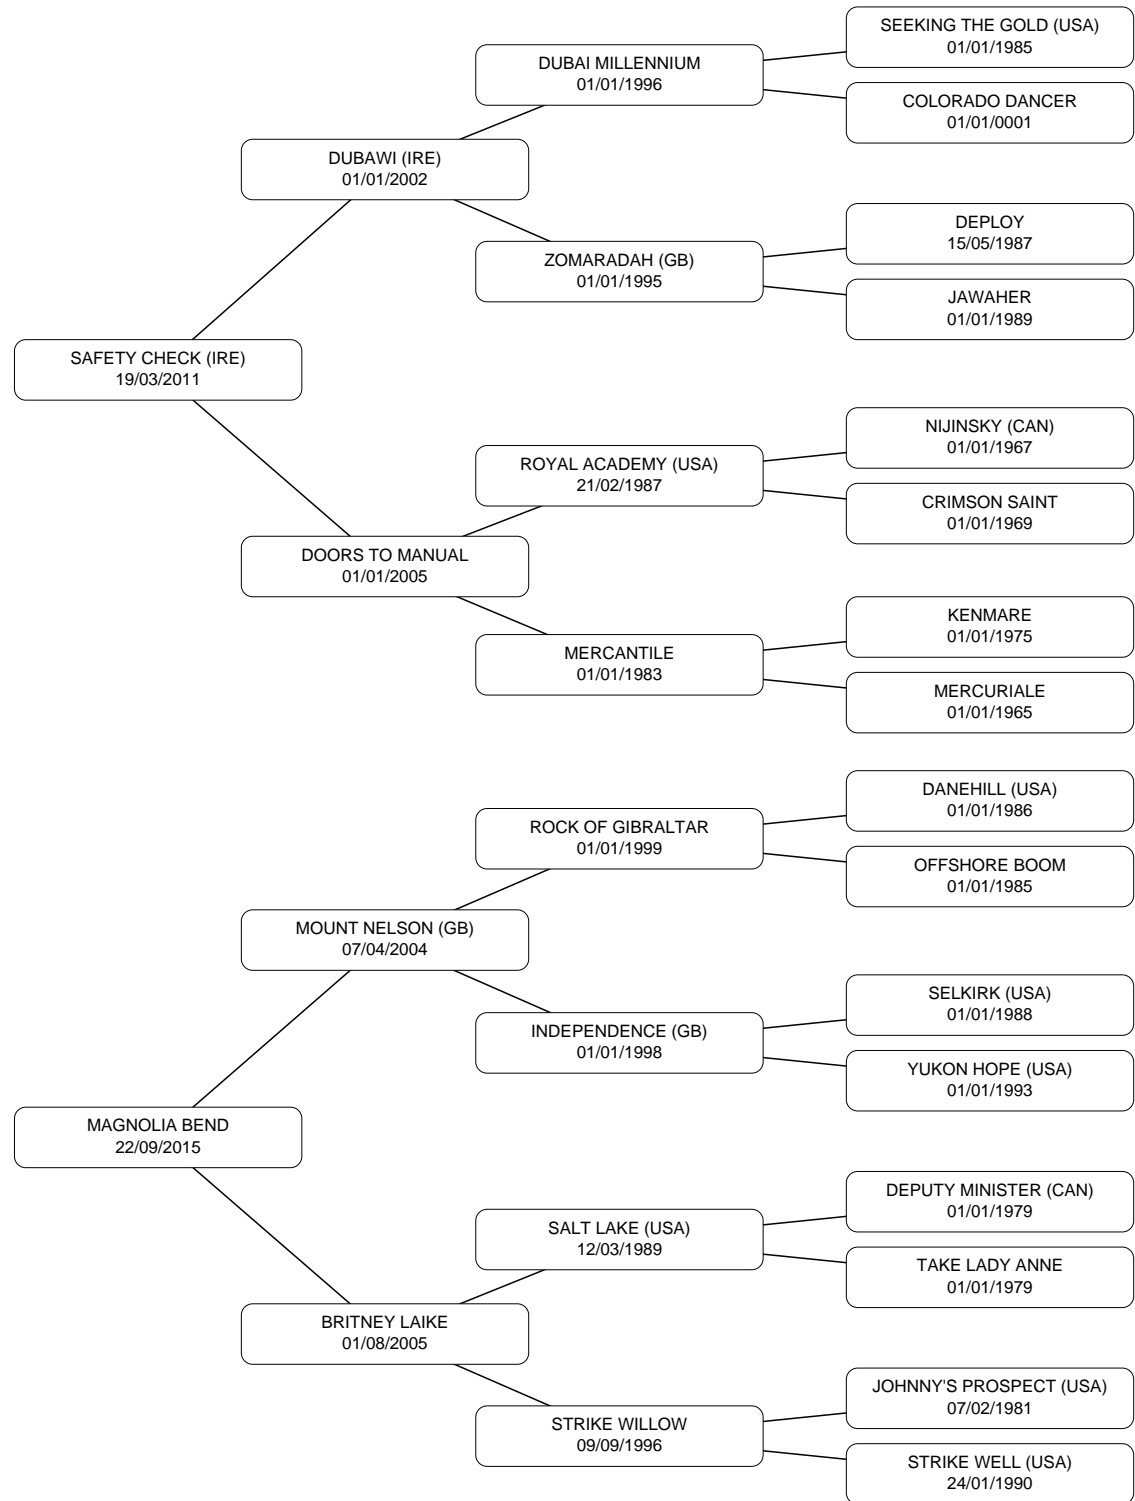 SEEKING THE GOLD (USA)
01/01/1985
DUBAI MILLENNIUM
01/01/1996
COLORADO DANCER
01/01/0001
DUBAWI (IRE)
01/01/2002
DEPLOY
15/05/1987
ZOMARADAH (GB)
01/01/1995
JAWAHER
01/01/1989
SAFETY CHECK (IRE)
19/03/2011
NIJINSKY (CAN)
01/01/1967
ROYAL ACADEMY (USA)
21/02/1987
CRIMSON SAINT
01/01/1969
DOORS TO MANUAL
01/01/2005
KENMARE
01/01/1975
MERCANTILE
01/01/1983
MERCURIALE
01/01/1965
DANEHILL (USA)
01/01/1986
ROCK OF GIBRALTAR
01/01/1999
OFFSHORE BOOM
01/01/1985
MOUNT NELSON (GB)
07/04/2004
SELKIRK (USA)
01/01/1988
INDEPENDENCE (GB)
01/01/1998
YUKON HOPE (USA)
01/01/1993
MAGNOLIA BEND
22/09/2015
DEPUTY MINISTER (CAN)
01/01/1979
SALT LAKE (USA)
12/03/1989
TAKE LADY ANNE
01/01/1979
BRITNEY LAIKE
01/08/2005
JOHNNY'S PROSPECT (USA)
07/02/1981
STRIKE WILLOW
09/09/1996
STRIKE WELL (USA)
24/01/1990